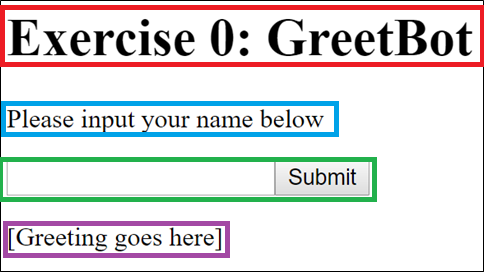 Exercise 0: GreetBot
Please input your name below
Submit
[Greeting goes here]